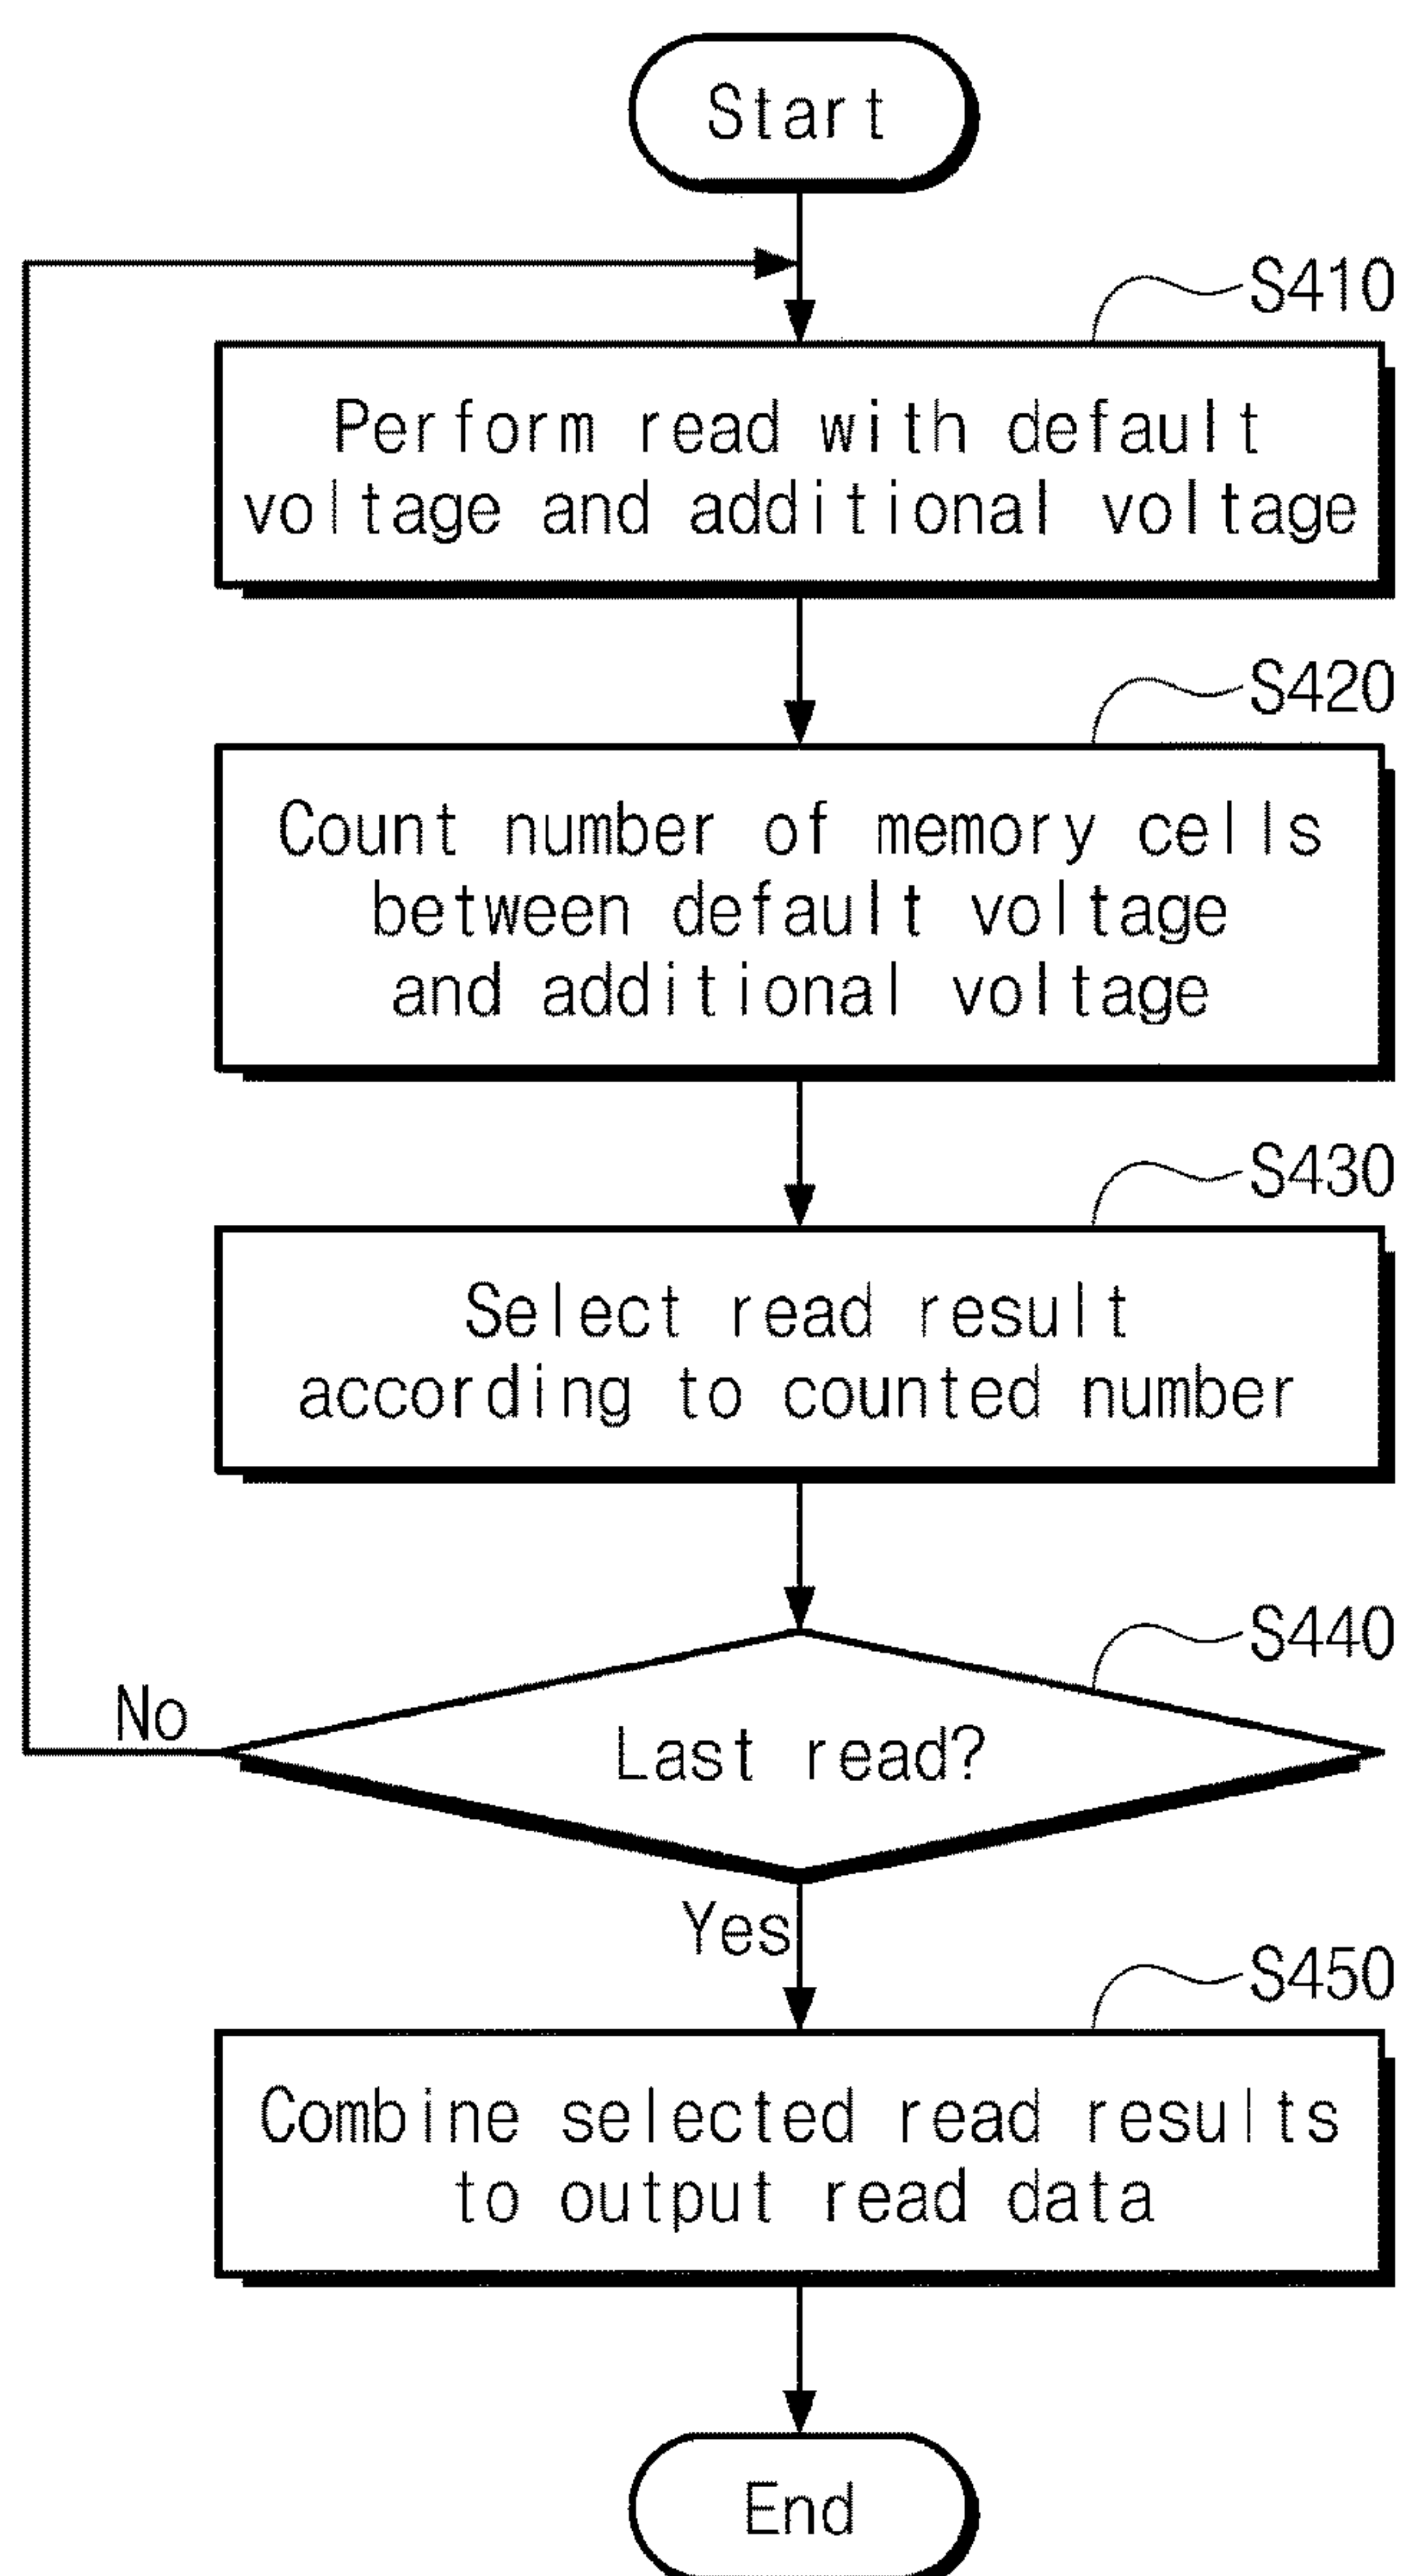 Start
S410
Perform read with default
voltage and additional voltage
S420
Count number of memory cells
between default voltage
and additional voltage
S430
Select read result
according to counted number
S440
No
Last read?
Yes
S450
Combine selected read results
to output read data
End